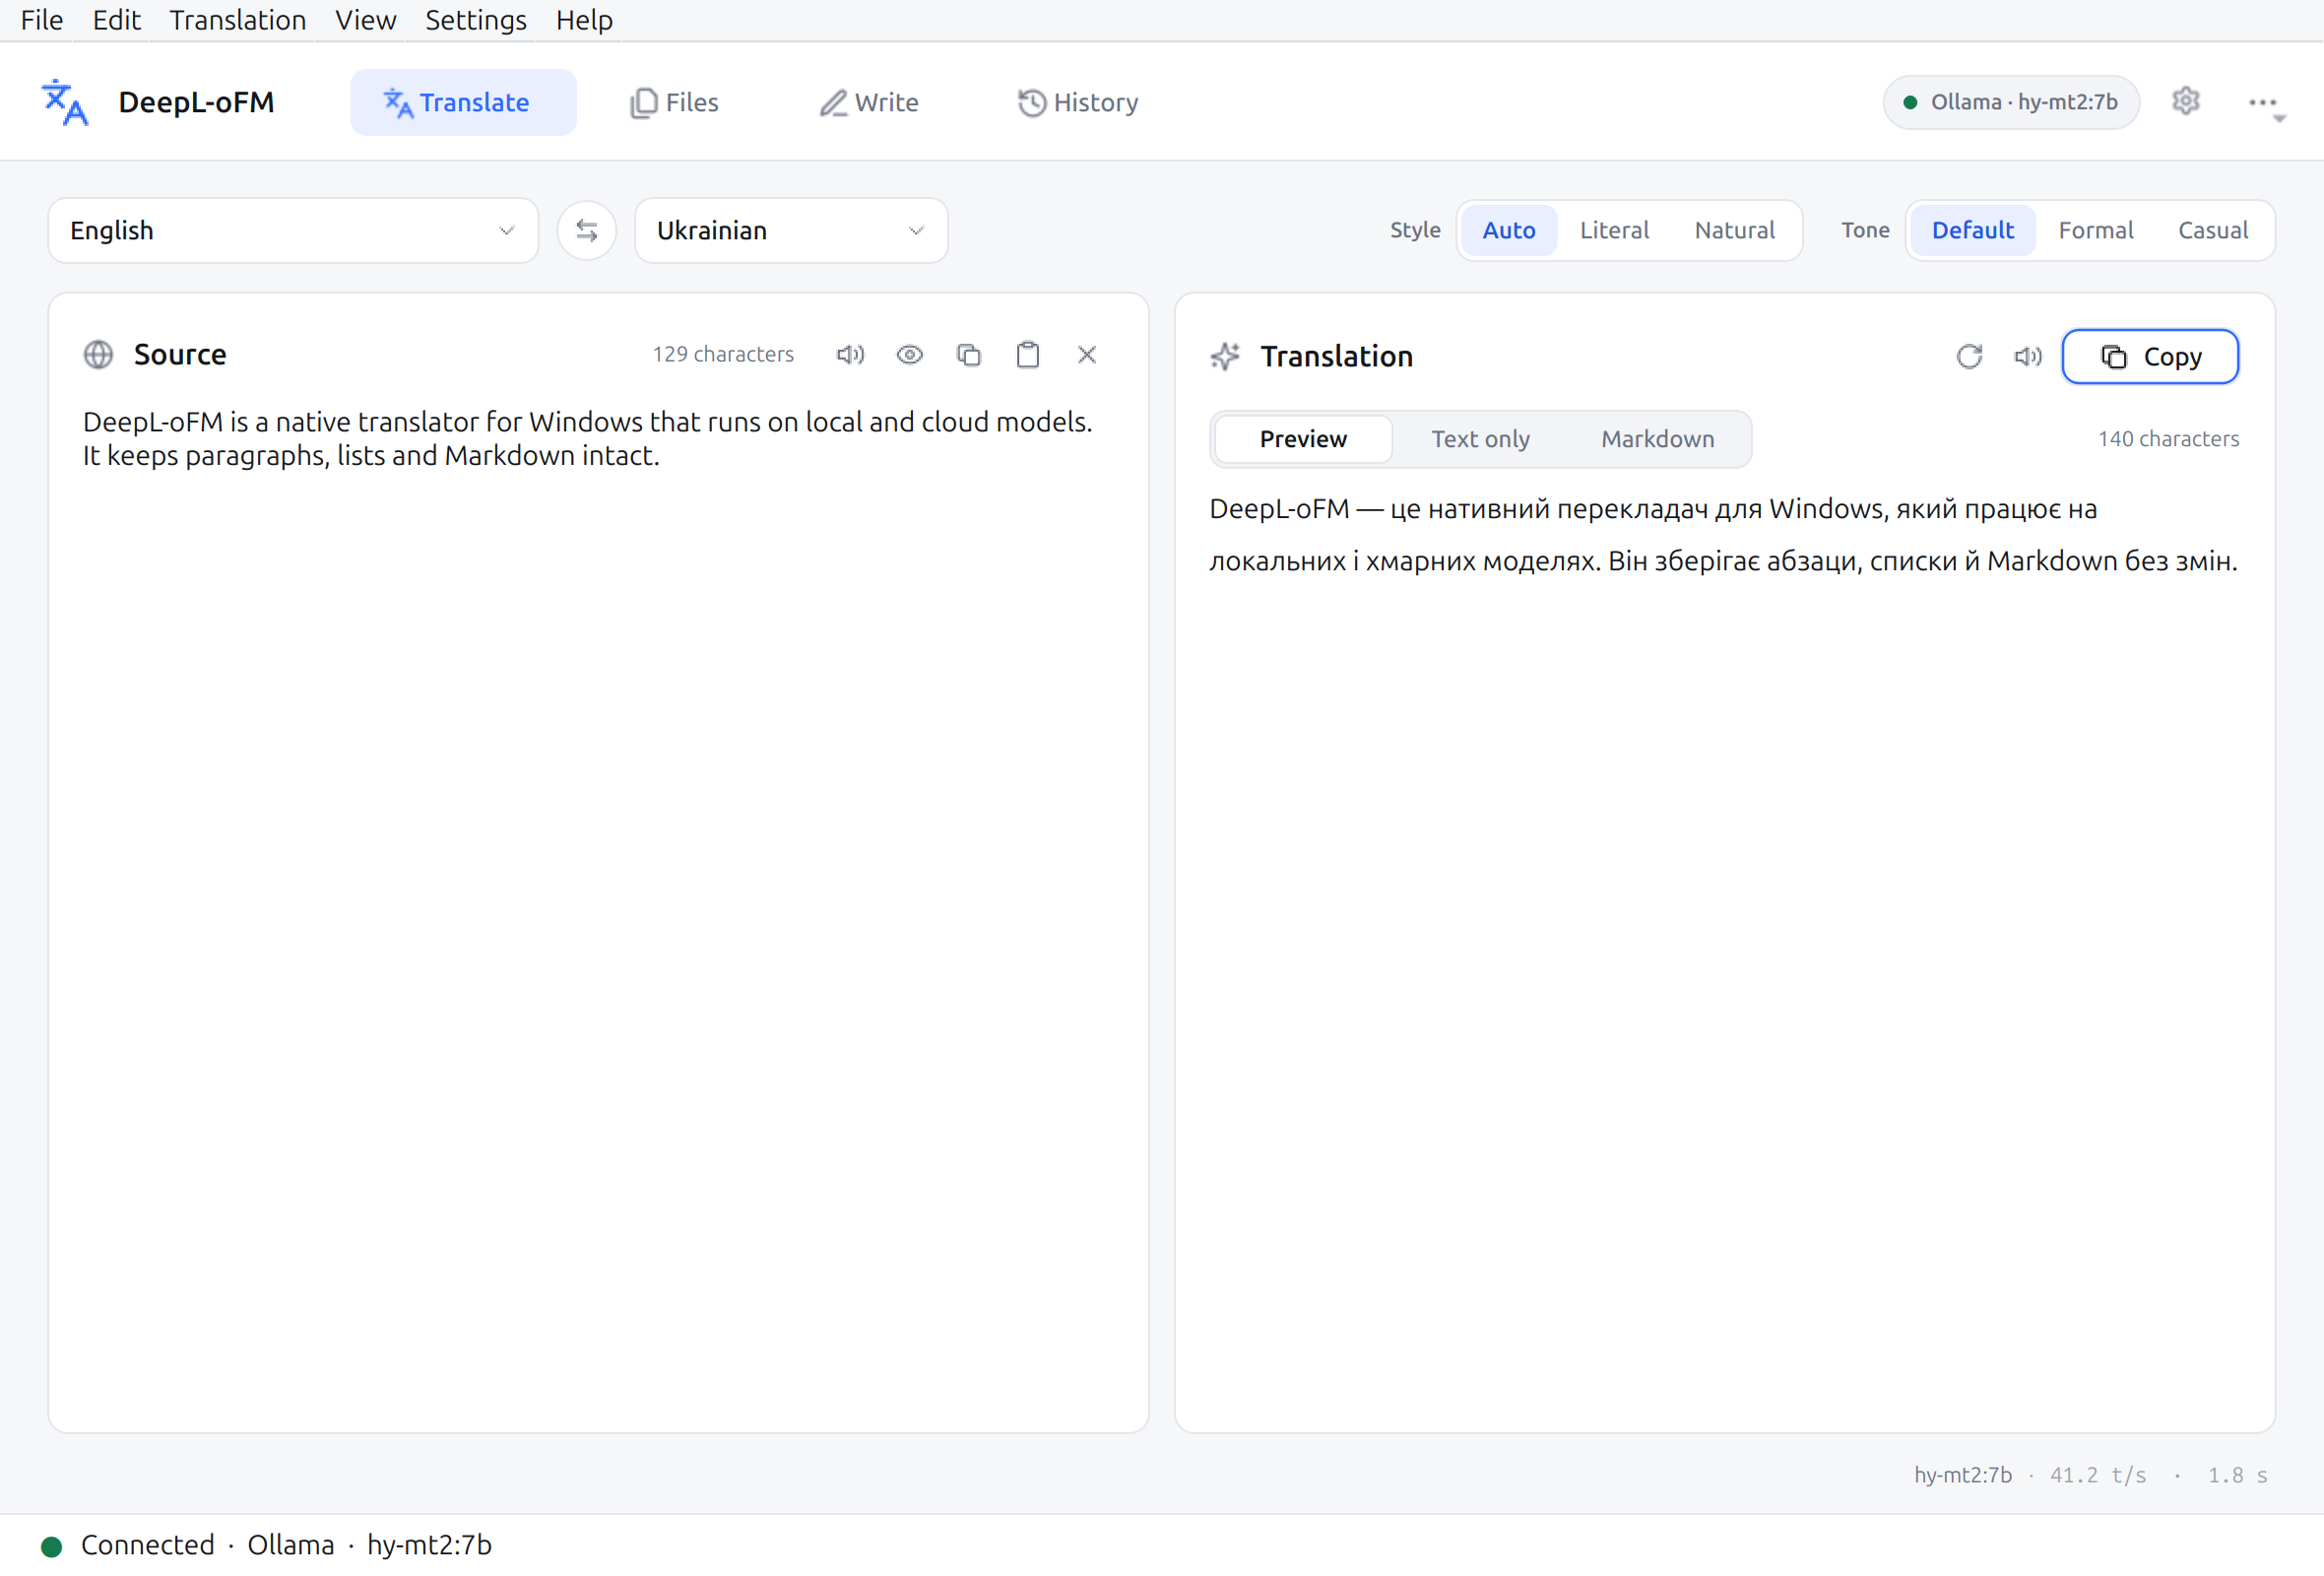 File Edit Translation View Settings Help
DeepL-oFM Translate Files Write History Ollama · hy-mt2:7b
English Ukrainian Style Auto Literal Natural Tone Default Formal Casual
Source 129 characters
DeepL-oFM is a native translator for Windows that runs on local and cloud models.
It keeps paragraphs, lists and Markdown intact.
Translation Copy
Preview Text only Markdown 140 characters
DeepL-oFM — це нативний перекладач для Windows, який працює на
локальних і хмарних моделях. Він зберігає абзаци, списки й Markdown без змін.
hy-mt2:7b · 41.2 t/s · 1.8 s
Connected · Ollama · hy-mt2:7b